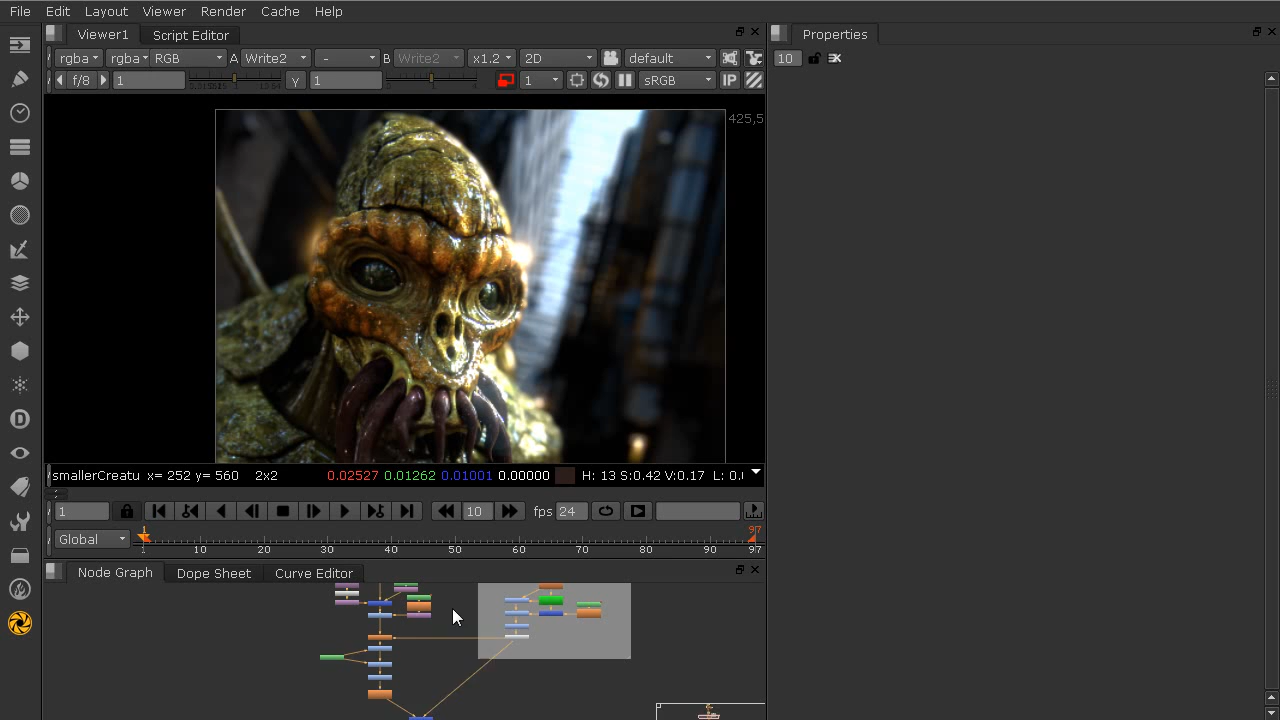 File Edit Layout Viewer Render Cache Help
Viewer1 Script Editor
Properties
rgba rgba RGB A Write2 - B Write2 x1.2 2D default
10
f/8 1 Y 1 1 sRGB IP
425,5
smallerCreatu x= 252 y= 560 2x2 0.02527 0.01262 0.01001 0.00000 H: 13 S:0.42 V:0.17 L: 0.
1 10 fps 24
1 97
Global
1 10 20 30 40 50 60 70 80 90 97
Node Graph Dope Sheet Curve Editor